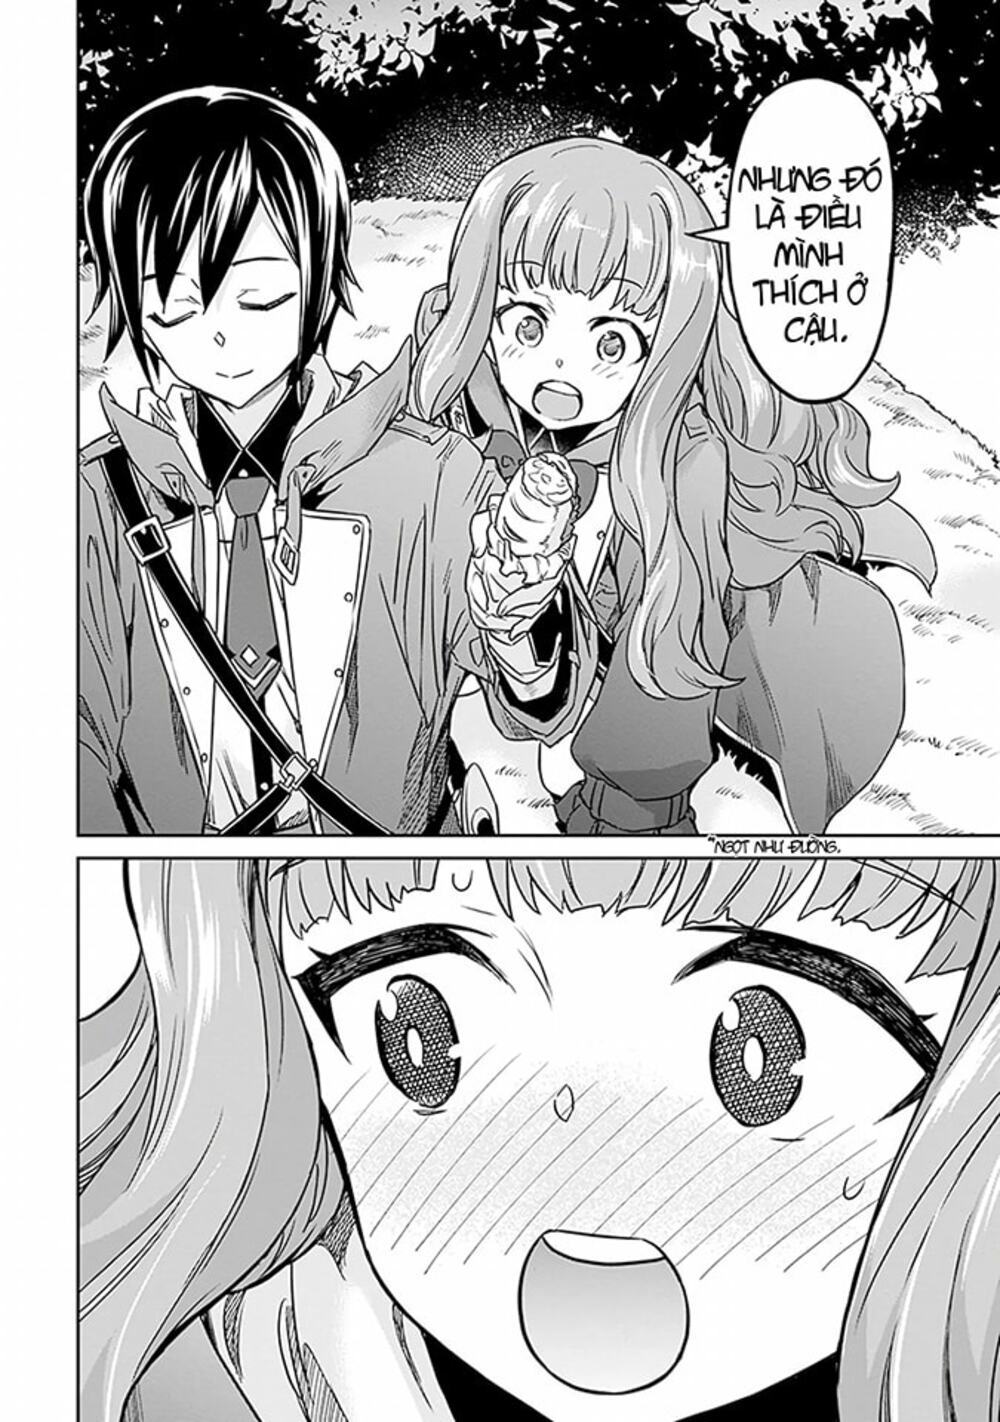 NHƯNG ĐÓ
LÀ ĐIỀU
MÌNH
THÍCH Ở
CẬU.
*NGỌT NHƯ ĐƯỜNG.